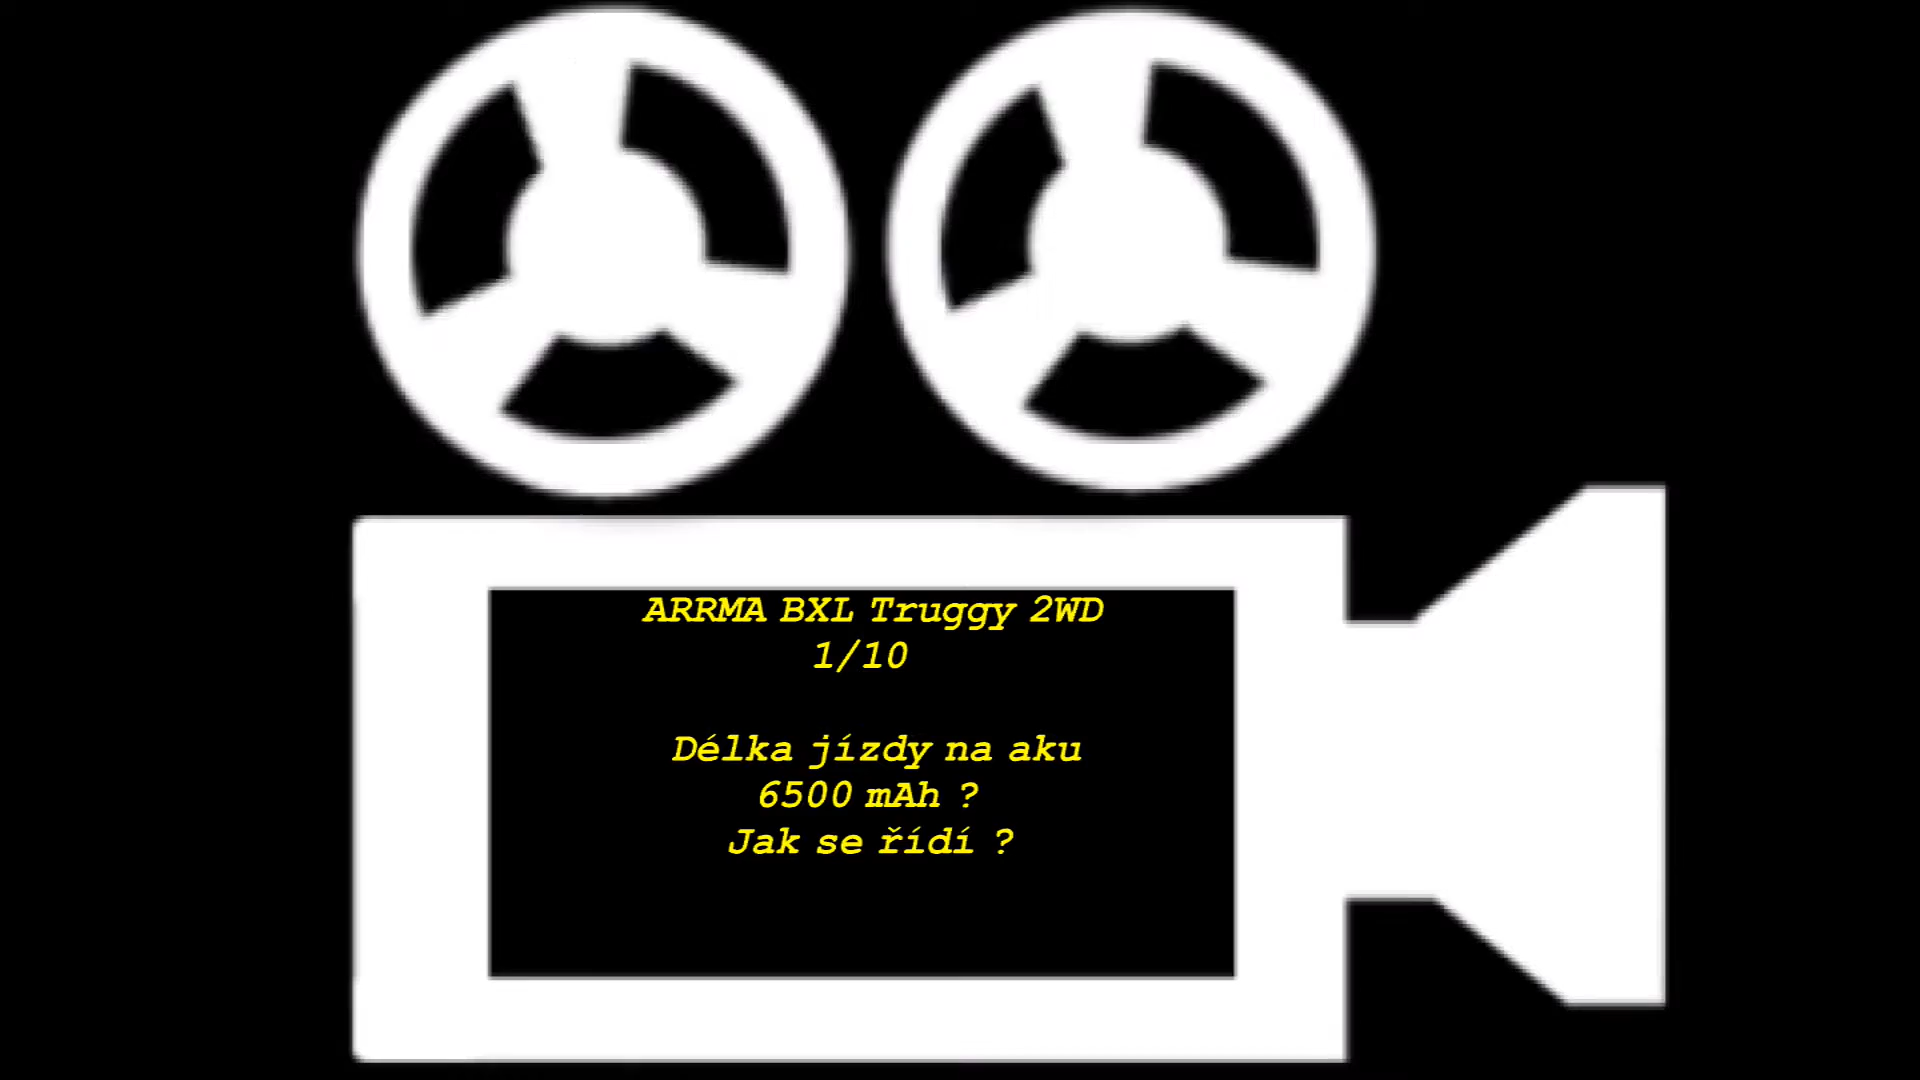 ARRMA BXL Truggy 2WD
1/10
Délka jízdy na aku
6500 mAh ?
Jak se řídí ?